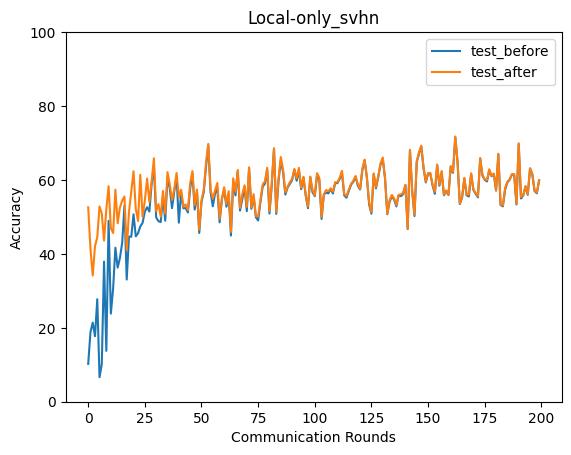 Local-only_svhn
test_before
test_after
100
80
60
40
20
0
Accuracy
0 25 50 75 100 125 150 175 200
Communication Rounds